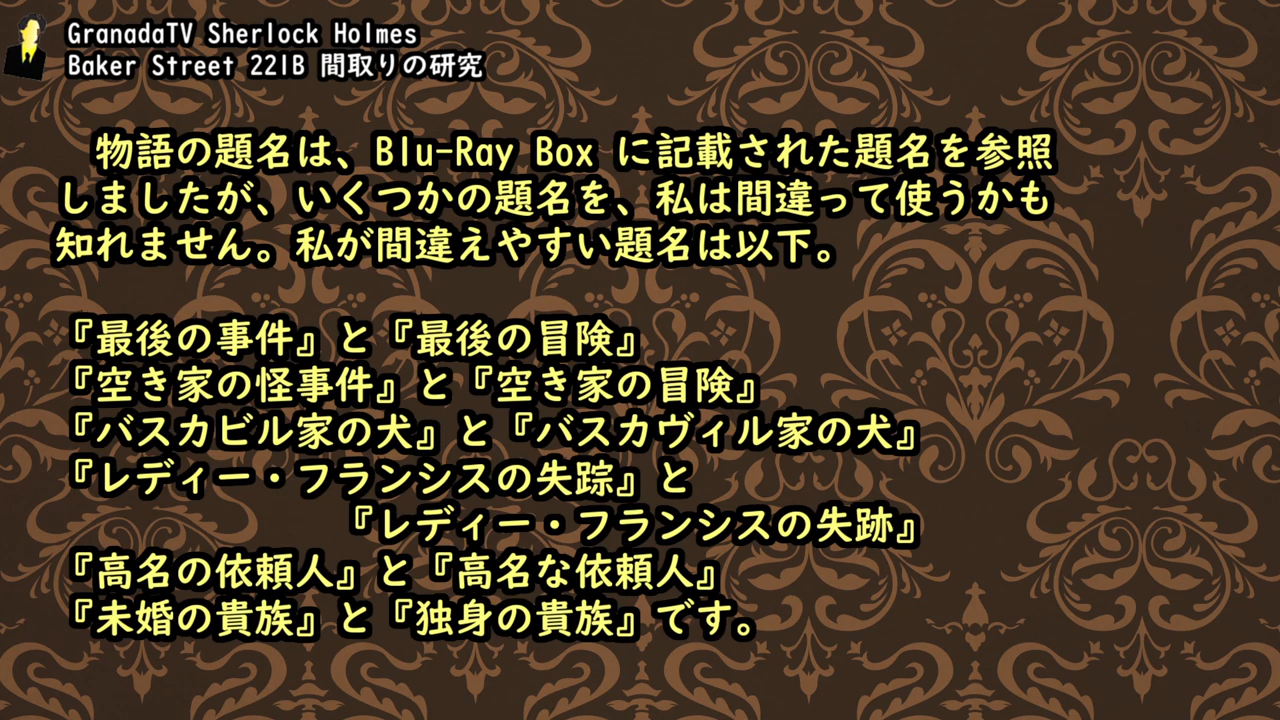 GranadaTV Sherlock Holmes
Baker Street 221B 間取りの研究
物語の題名は、Blu-Ray Box に記載された題名を参照
しましたが、いくつかの題名を、私は間違って使うかも
知れません。私が間違えやすい題名は以下。
『最後の事件』と『最後の冒険』
『空き家の怪事件』と『空き家の冒険』
『バスカビル家の犬』と『バスカヴィル家の犬』
『レディー・フランシスの失踪』と
『レディー・フランシスの失跡』
『高名の依頼人』と『高名な依頼人』
『未婚の貴族』と『独身の貴族』です。